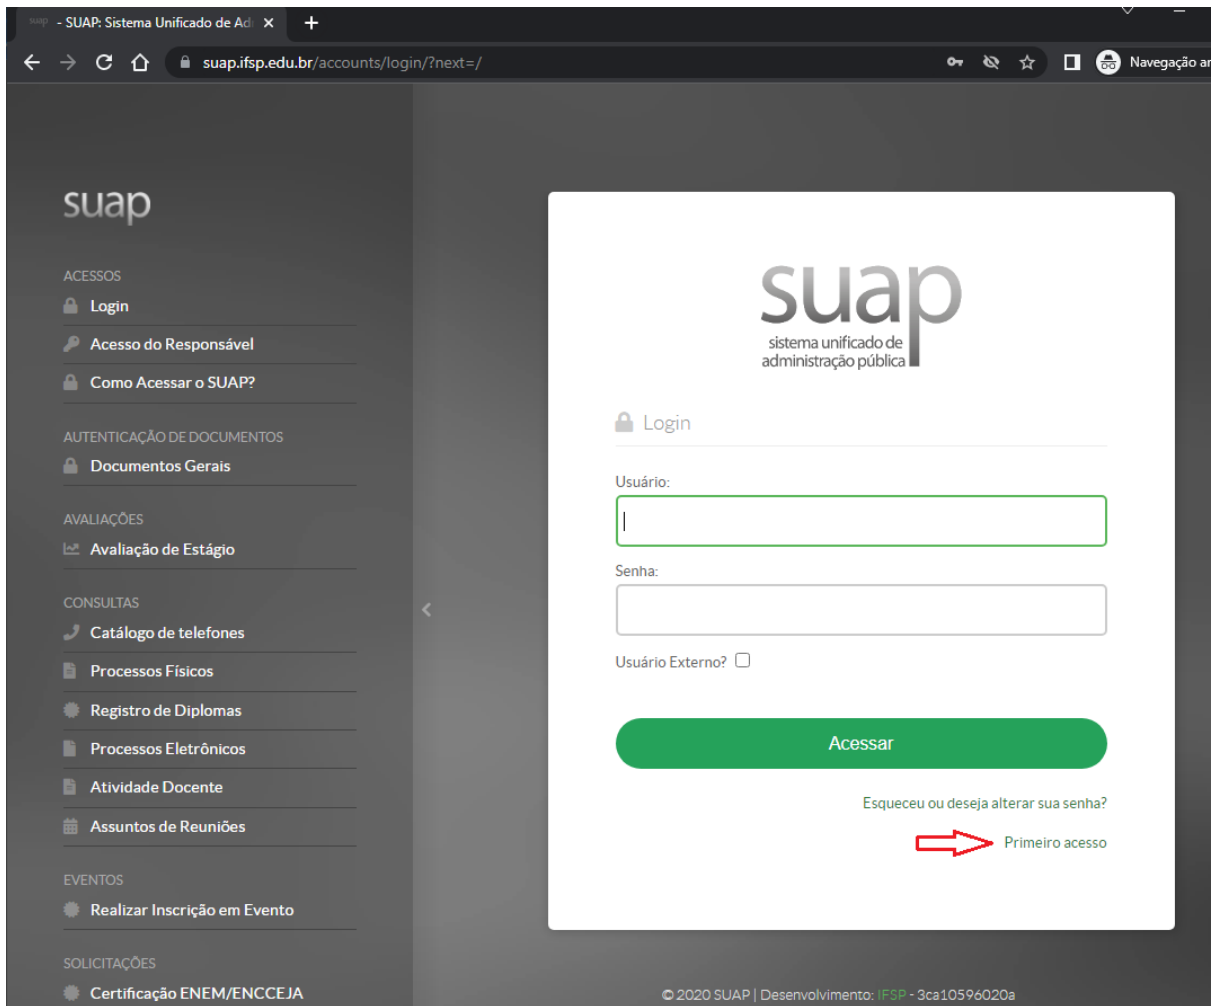 suap - SUAP: Sistema Unificado de Ad
suap.ifsp.edu.br/accounts/login/?next=/
Navegação an
suap
ACESSOS
Login
Acesso do Responsável
Como Acessar o SUAP?
AUTENTICAÇÃO DE DOCUMENTOS
Documentos Gerais
AVALIAÇÕES
Avaliação de Estágio
CONSULTAS
Catálogo de telefones
Processos Físicos
Registro de Diplomas
Processos Eletrônicos
Atividade Docente
Assuntos de Reuniões
EVENTOS
Realizar Inscrição em Evento
SOLICITAÇÕES
Certificação ENEM/ENCCEJA
suap
sistema unificado de
administração pública
Login
Usuário:
Senha:
Usuário Externo?
Acessar
Esqueceu ou deseja alterar sua senha?
Primeiro acesso
© 2020 SUAP | Desenvolvimento: IFSP - 3ca10596020a